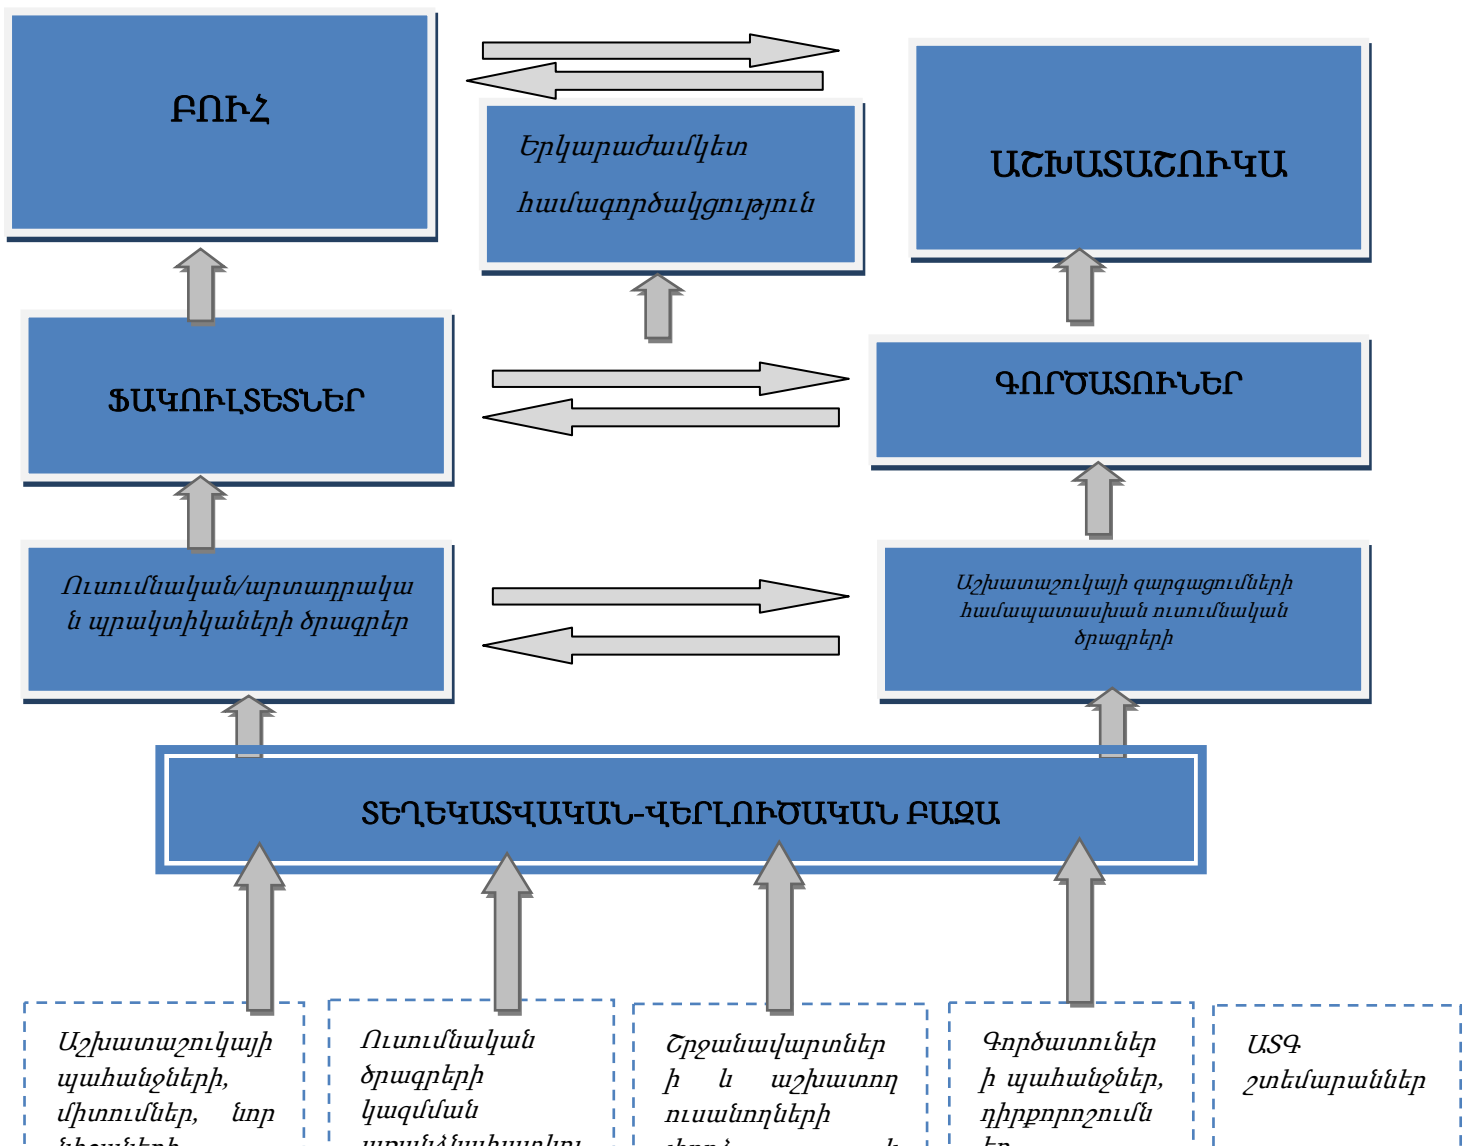 ԲՈՒՀ
Երկարաժամկետ
համագործակցություն
ԱՇԽԱՏԱՇՈՒԿԱ
ՖԱԿՈՒԼՏԵՏՆԵՐ
ԳՈՐԾԱՏՈՒՆԵՐ
Ուսումնական/արտադրակա
ն պրակտիկաների ծրագրեր
Աշխատաշուկայի զարգացումների
համապատասխան ուսումնական
ծրագրերի
ՏԵՂԵԿԱՏՎԱԿԱՆ-ՎԵՐԼՈՒԾԱԿԱՆ ԲԱԶԱ
Աշխատաշուկայի
պահանջների,
միտումներ, նոր
Ուսումնական
ծրագրերի
կազմման
Շրջանավարտներ
ի և աշխատող
ուսանողների
Գործատուներ
ի պահանջներ,
դիրքորոշումն
ԱՏԳ
շտեմարաններ